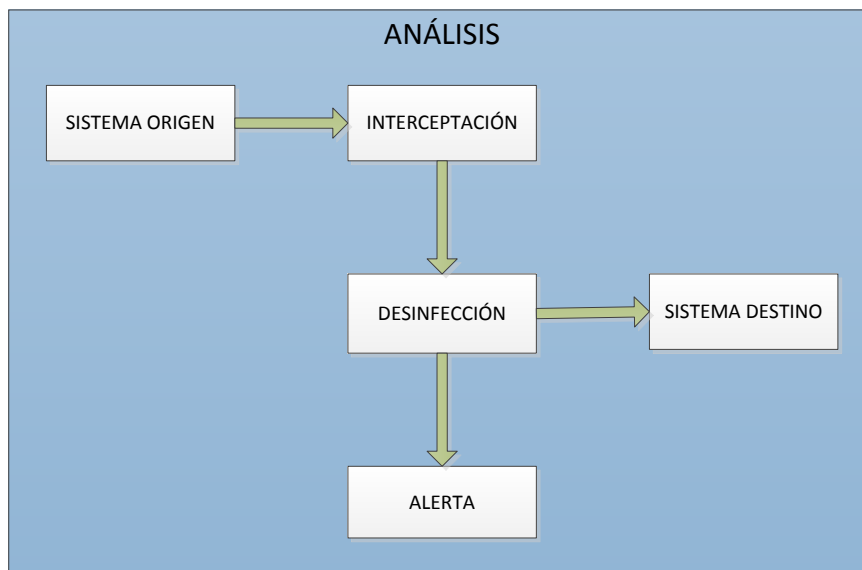 ANÁLISIS
SISTEMA ORIGEN
INTERCEPTACIÓN
DESINFECCIÓN
SISTEMA DESTINO
ALERTA